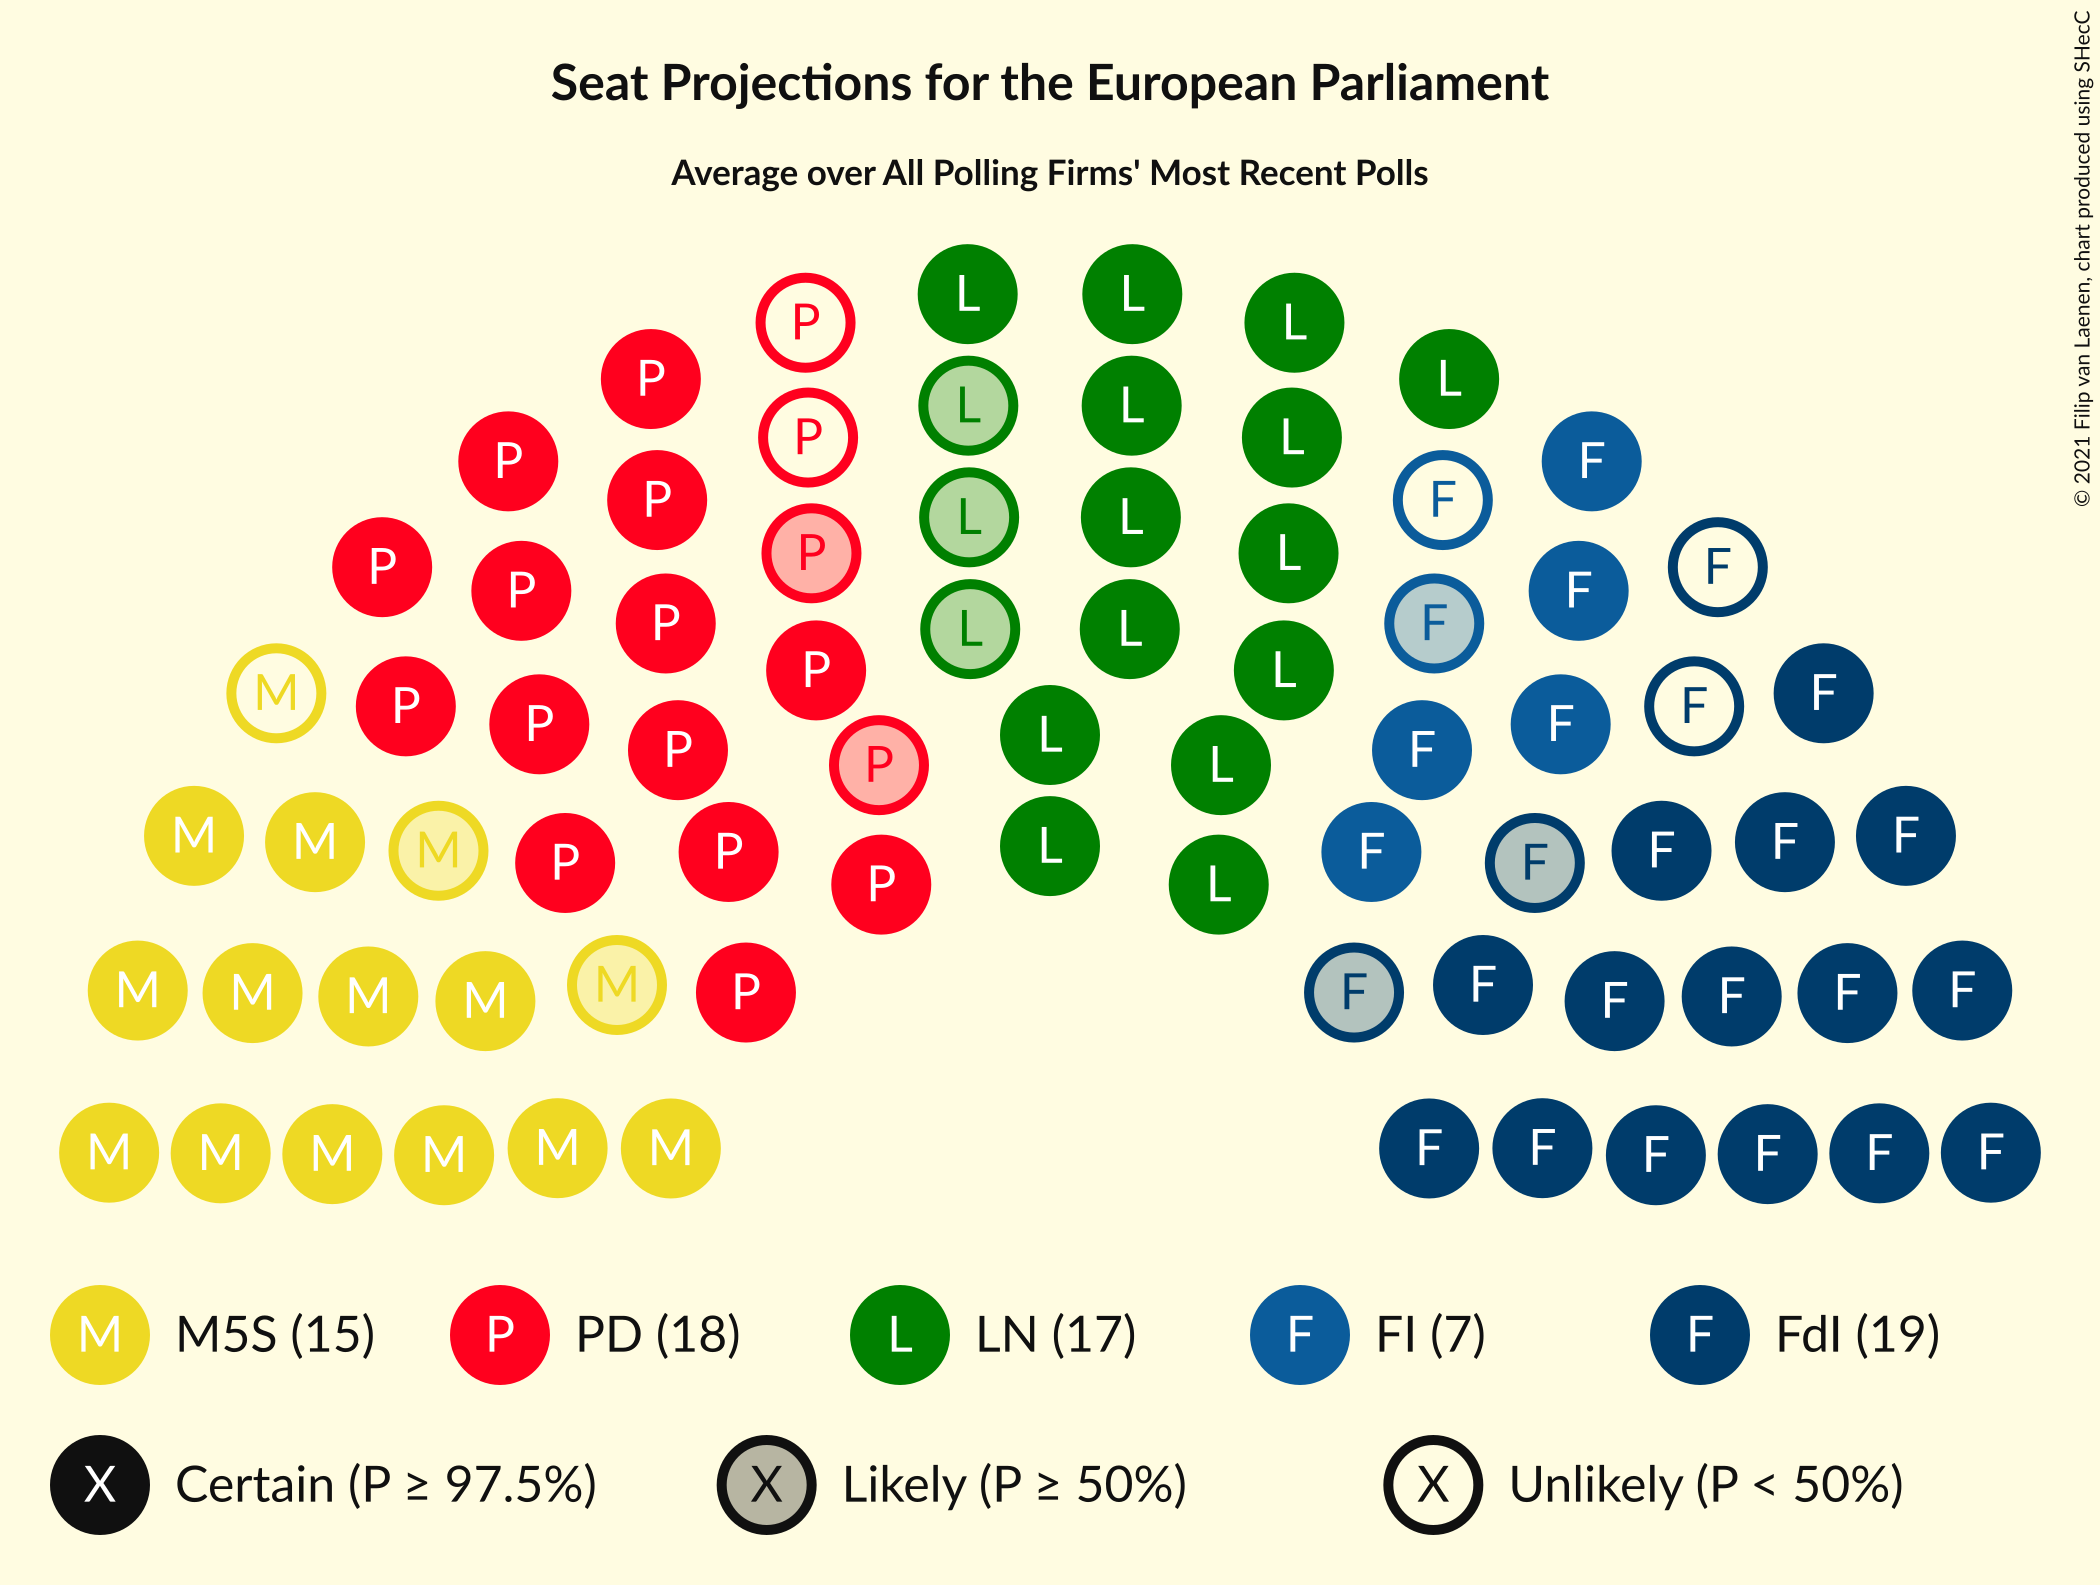 Seat Projections for the European Parliament
Average over All Polling Firms' Most Recent Polls
© 2021 Filip van Laenen, chart produced using SHecC
L L
P L
P L
L
L L
P L
P F
P F
P F
L L
P L
P F
P F
L L
P F
M P L
P F
P F
P F
L
P L
M M M P P F F F F F
L
P L
M M M M M P F F F F F F
M M M M M M F F F F F F
M M5S (15) P PD (18) L LN (17) F FI (7) F FdI (19)
X Certain (P ≥ 97.5%) X Likely (P ≥ 50%) X Unlikely (P < 50%)